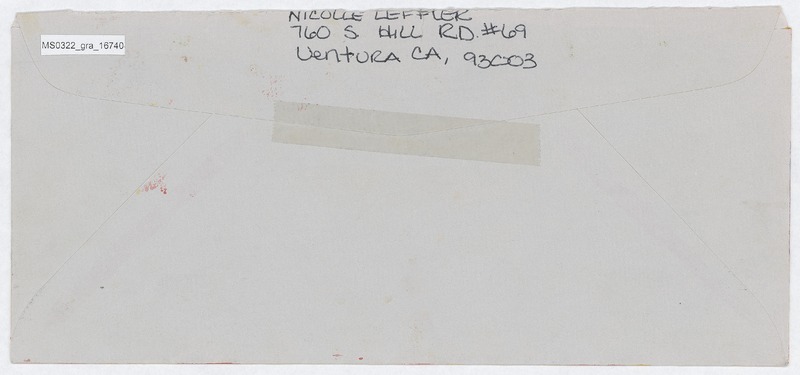 NICOLLE LEFFLER
760 S HILL RD. #69
VENTURA CA, 93003
MS0322_gra_16740